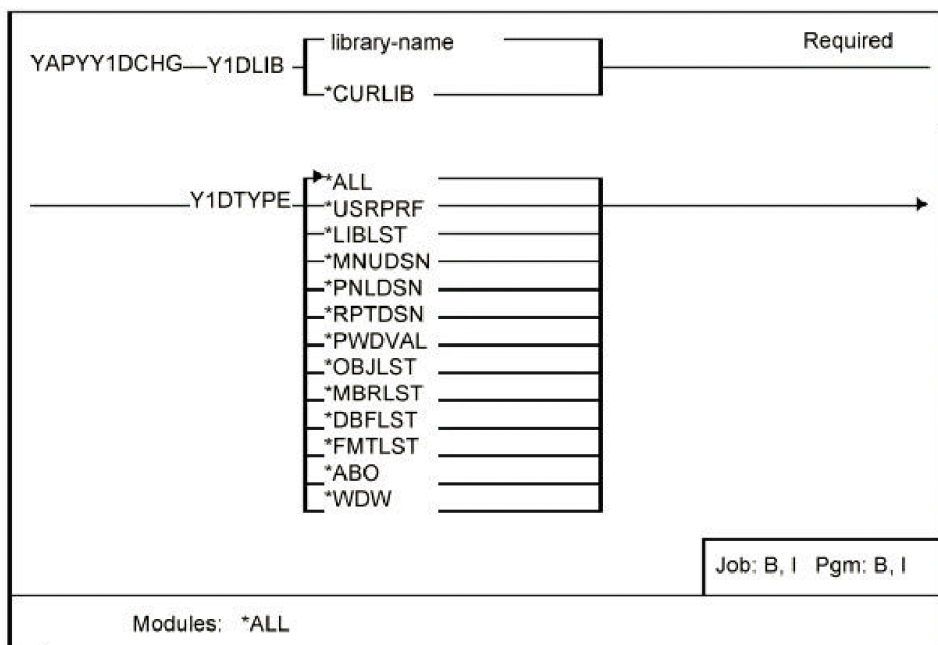 library-name
Required
YAPYY1DCHG
Y1DLIB
*CURLIB
Y1DTYPE
*ALL
*USRPRF
*LIBLST
*MNUDSN
*PNLDSN
*RPTDSN
*PWDVAL
*OBJLST
*MBRLST
*DBFLST
*FMTLST
*ABO
*WDW
Job: B, I Pgm: B, I
Modules: *ALL